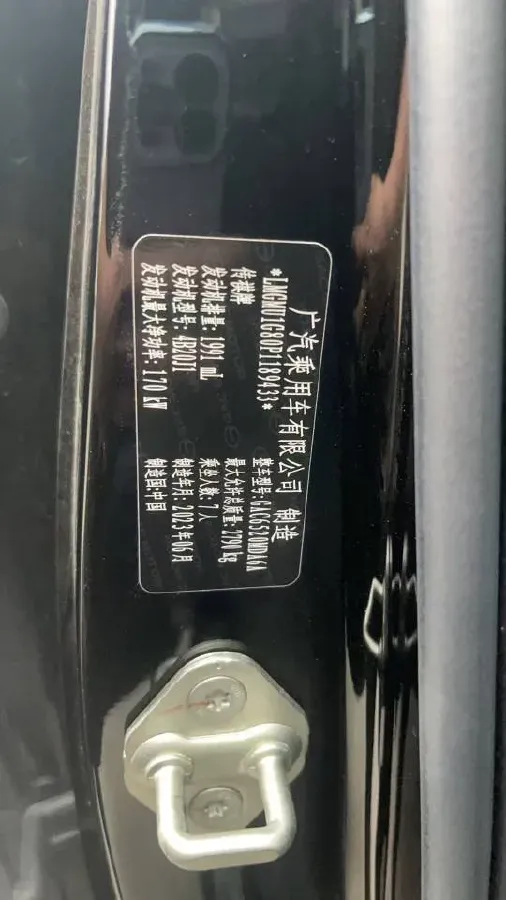 广汽乘用车有限公司 制造
*LMGMU1G80P1189433*
传祺牌 整车型号:GAC6520MDA6A
发动机排量: 1991 mL 最大允许总质量: 2790 kg
发动机型号: 4B20J1 乘坐人数: 7人
发动机最大净功率: 170 kW 制造年月: 2023年06月
制造国:中国